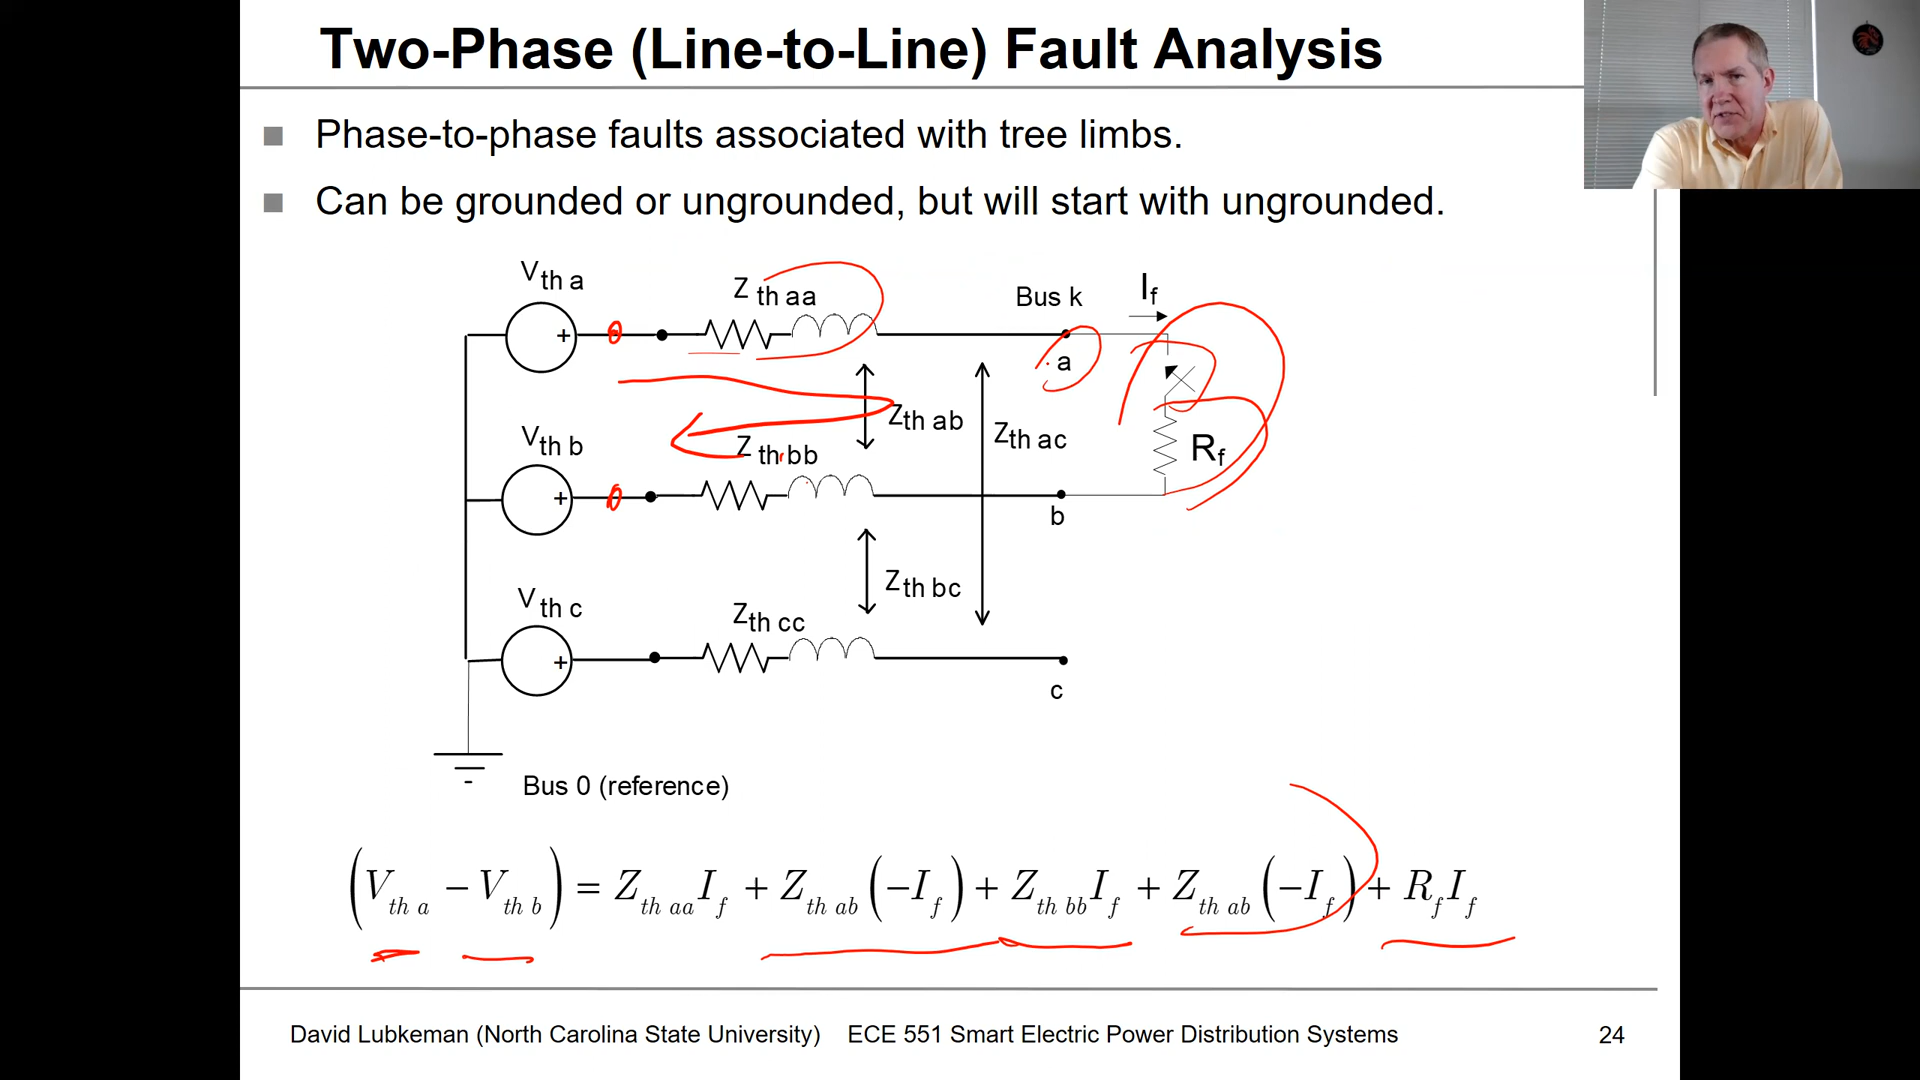 Two-Phase (Line-to-Line) Fault Analysis
Phase-to-phase faults associated with tree limbs.
Can be grounded or ungrounded, but will start with ungrounded.
V th a
Z th aa
Bus k
I f
a
Z th ab
Z th ac
R f
V th b
Z th bb
b
Z th bc
V th c
Z th cc
c
Bus 0 (reference)
(V th a − V th b) = Z th aa I f + Z th ab (−I f) + Z th bb I f + Z th ab (−I f) + R f I f
David Lubkeman (North Carolina State University) ECE 551 Smart Electric Power Distribution Systems 24